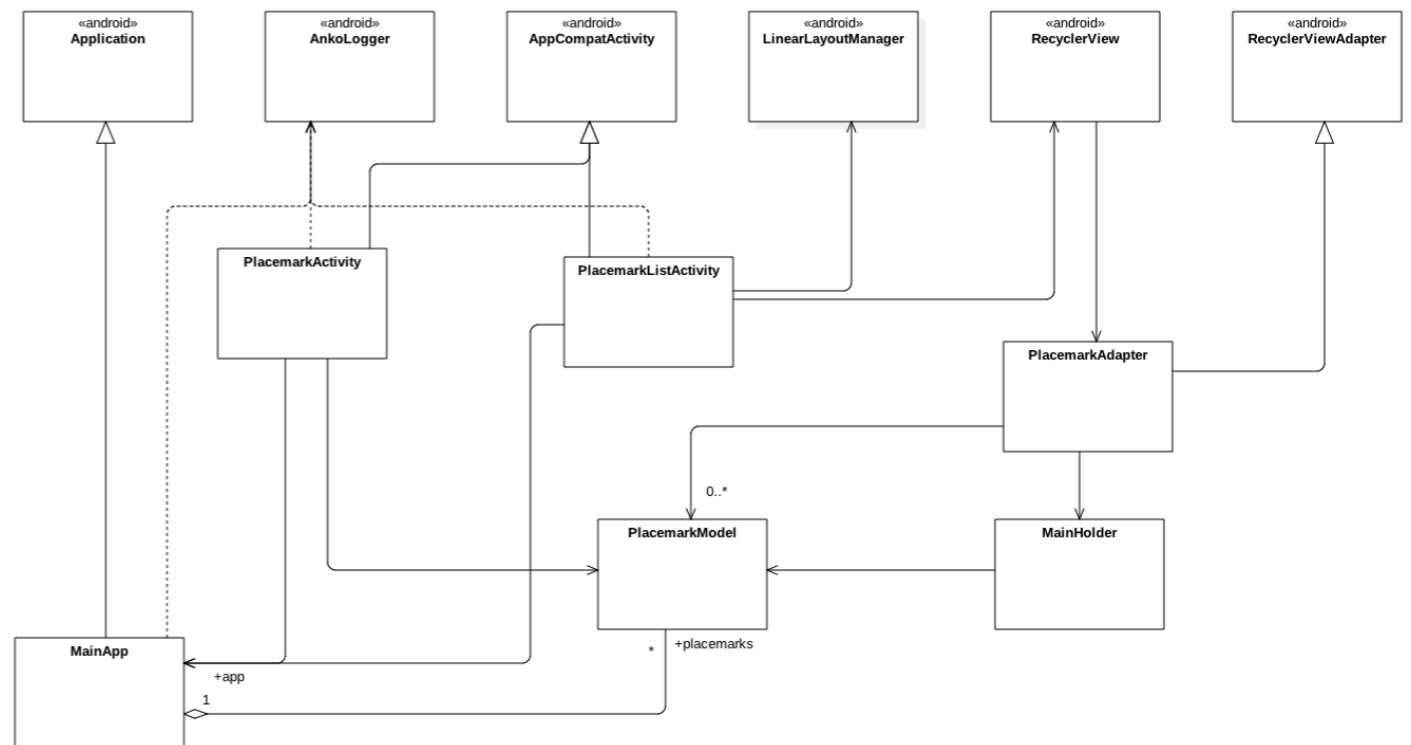 «android»
Application
«android»
AnkoLogger
«android»
AppCompatActivity
«android»
LinearLayoutManager
«android»
RecyclerView
«android»
RecyclerViewAdapter
PlacemarkActivity
PlacemarkListActivity
PlacemarkAdapter
0..*
PlacemarkModel
MainHolder
MainApp
+placemarks
*
+app
1